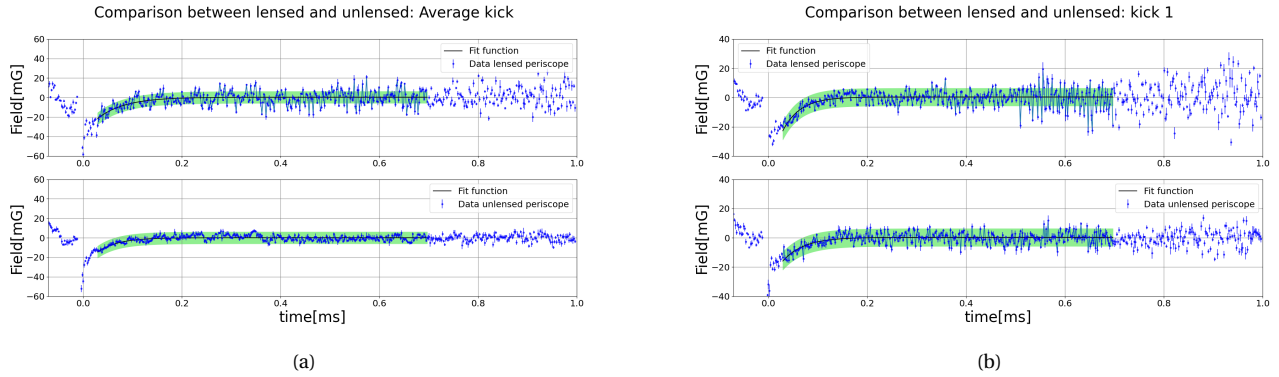 Comparison between lensed and unlensed: Average kick
60
40
20
0
−20
−40
−60
Field[mG]
Fit function
Data lensed periscope
0.0 0.2 0.4 0.6 0.8 1.0
60
40
20
0
−20
−40
−60
Field[mG]
Fit function
Data unlensed periscope
0.0 0.2 0.4 0.6 0.8 1.0
time[ms]
(a)
Comparison between lensed and unlensed: kick 1
40
20
0
−20
−40
Field[mG]
Fit function
Data lensed periscope
0.0 0.2 0.4 0.6 0.8 1.0
40
20
0
−20
−40
Field[mG]
Fit function
Data unlensed periscope
0.0 0.2 0.4 0.6 0.8 1.0
time[ms]
(b)